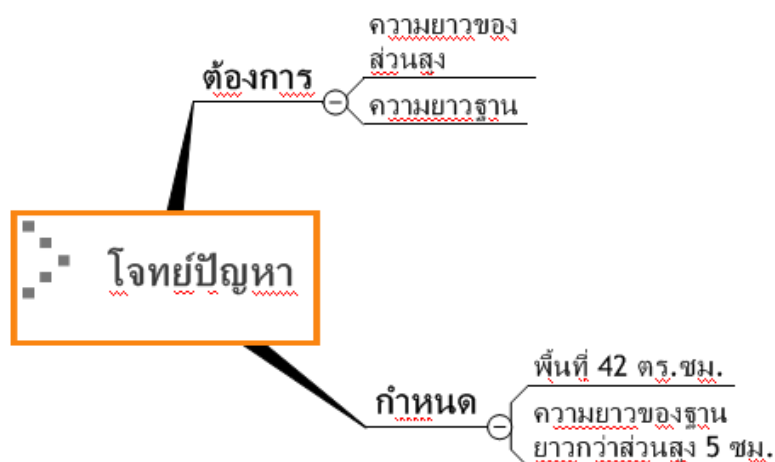 ความยาวของ
ส่วนสูง
ต้องการ
ความยาวฐาน
โจทย์ปัญหา
พื้นที่ 42 ตร.ซม.
กำหนด
ความยาวของฐาน
ยาวกว่าส่วนสูง 5 ซม.